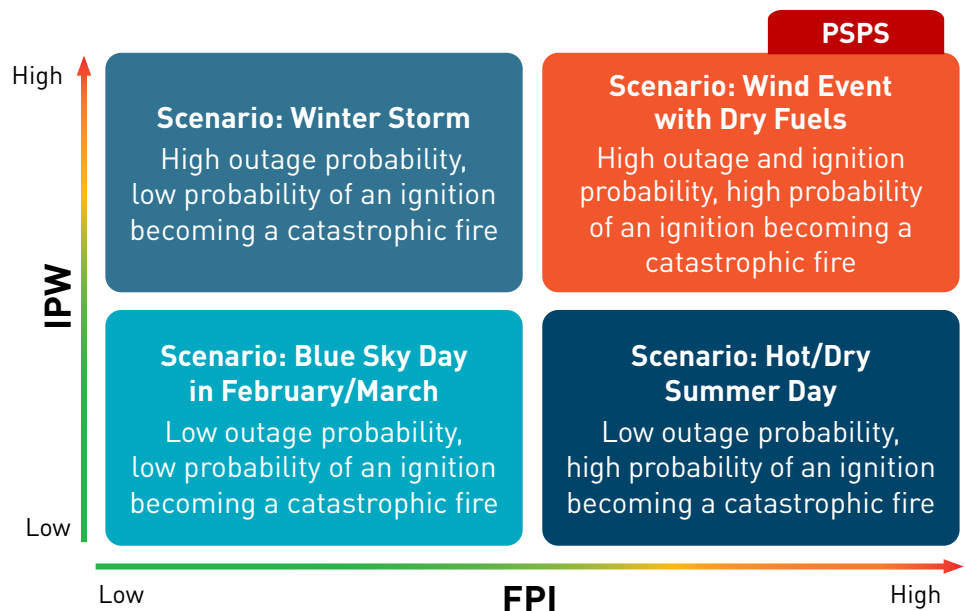 PSPS
High
Scenario: Winter Storm
High outage probability,
low probability of an ignition
becoming a catastrophic fire
Scenario: Wind Event
with Dry Fuels
High outage and ignition
probability, high probability
of an ignition becoming a
catastrophic fire
IPW
Scenario: Blue Sky Day
in February/March
Low outage probability,
low probability of an ignition
becoming a catastrophic fire
Scenario: Hot/Dry
Summer Day
Low outage probability,
high probability of an ignition
becoming a catastrophic fire
Low
Low
FPI
High